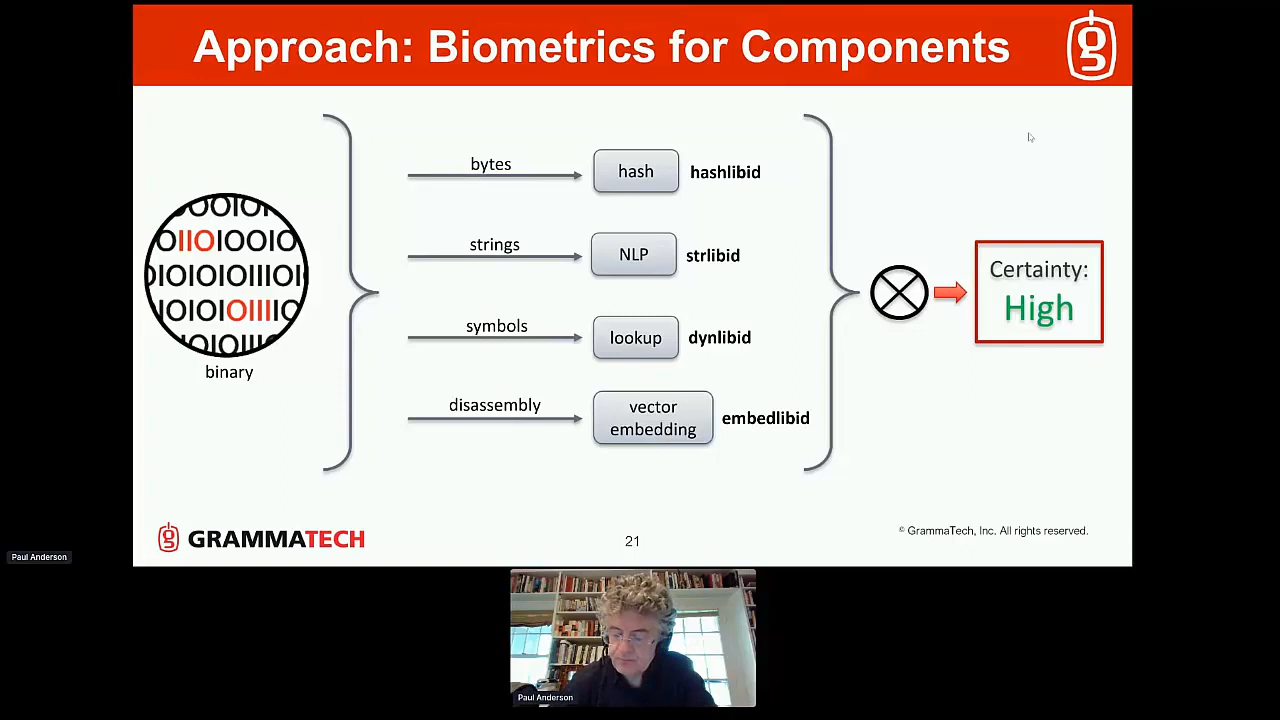 Approach: Biometrics for Components
bytes
hash
hashlibid
strings
NLP
strlibid
symbols
lookup
dynlibid
disassembly
vector
embedding
embedlibid
binary
Certainty:
High
GRAMMATECH
21
© GrammaTech, Inc. All rights reserved.
Paul Anderson
Paul Anderson